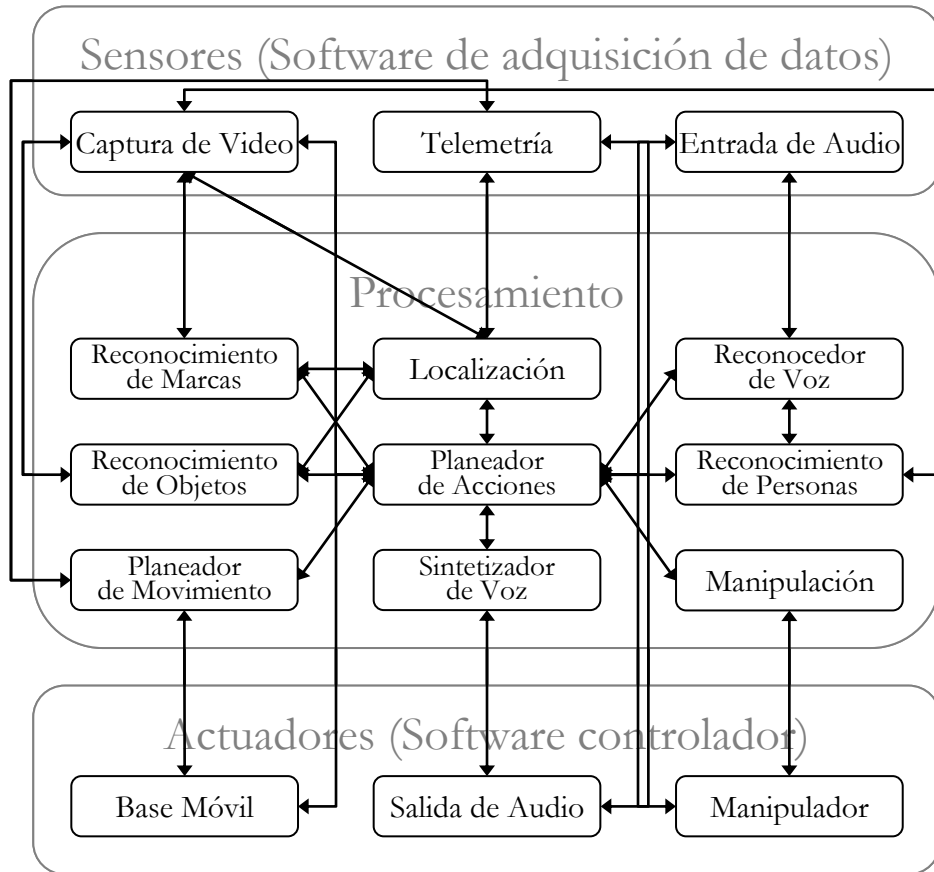 Sensores (Software de adquisición de datos)
Captura de Video
Telemetría
Entrada de Audio
Procesamiento
Reconocimiento
de Marcas
Localización
Reconocedor
de Voz
Reconocimiento
de Objetos
Planeador
de Acciones
Reconocimiento
de Personas
Planeador
de Movimiento
Sintetizador
de Voz
Manipulación
Actuadores (Software controlador)
Base Móvil
Salida de Audio
Manipulador